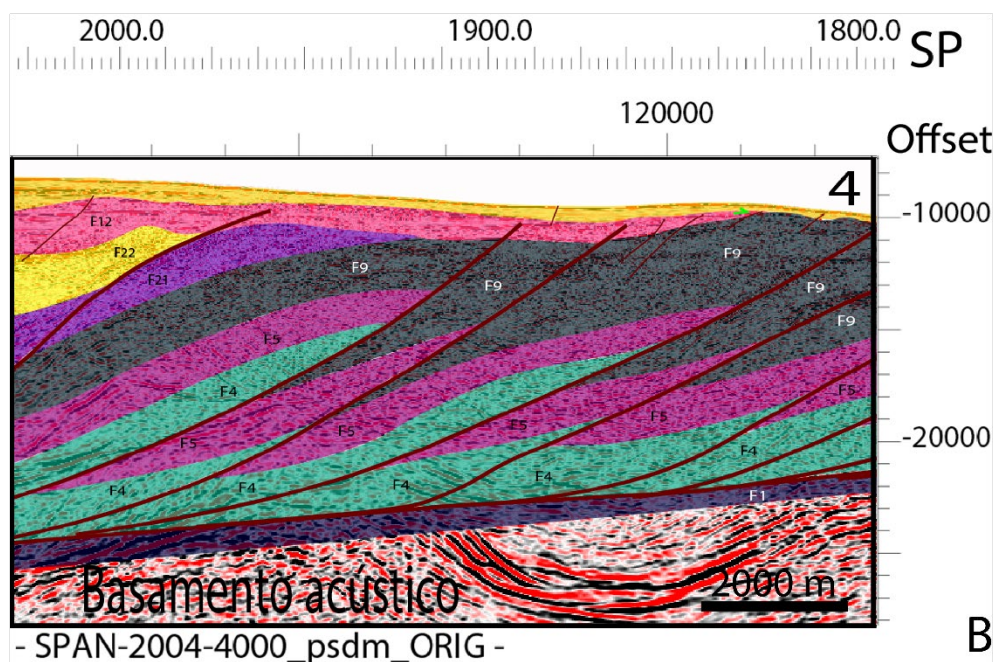 2000.0 1900.0 1800.0 SP
120000
Offset
4
-10000
F12
F22
F21
F9
F9
F9
F9
F9
F5
F4
F5
F5
F5
F5
F5
F4
F4
F4
F4
F4
-20000
F1
Basamento acústico
2000 m
- SPAN-2004-4000_psdm_ORIG -
B